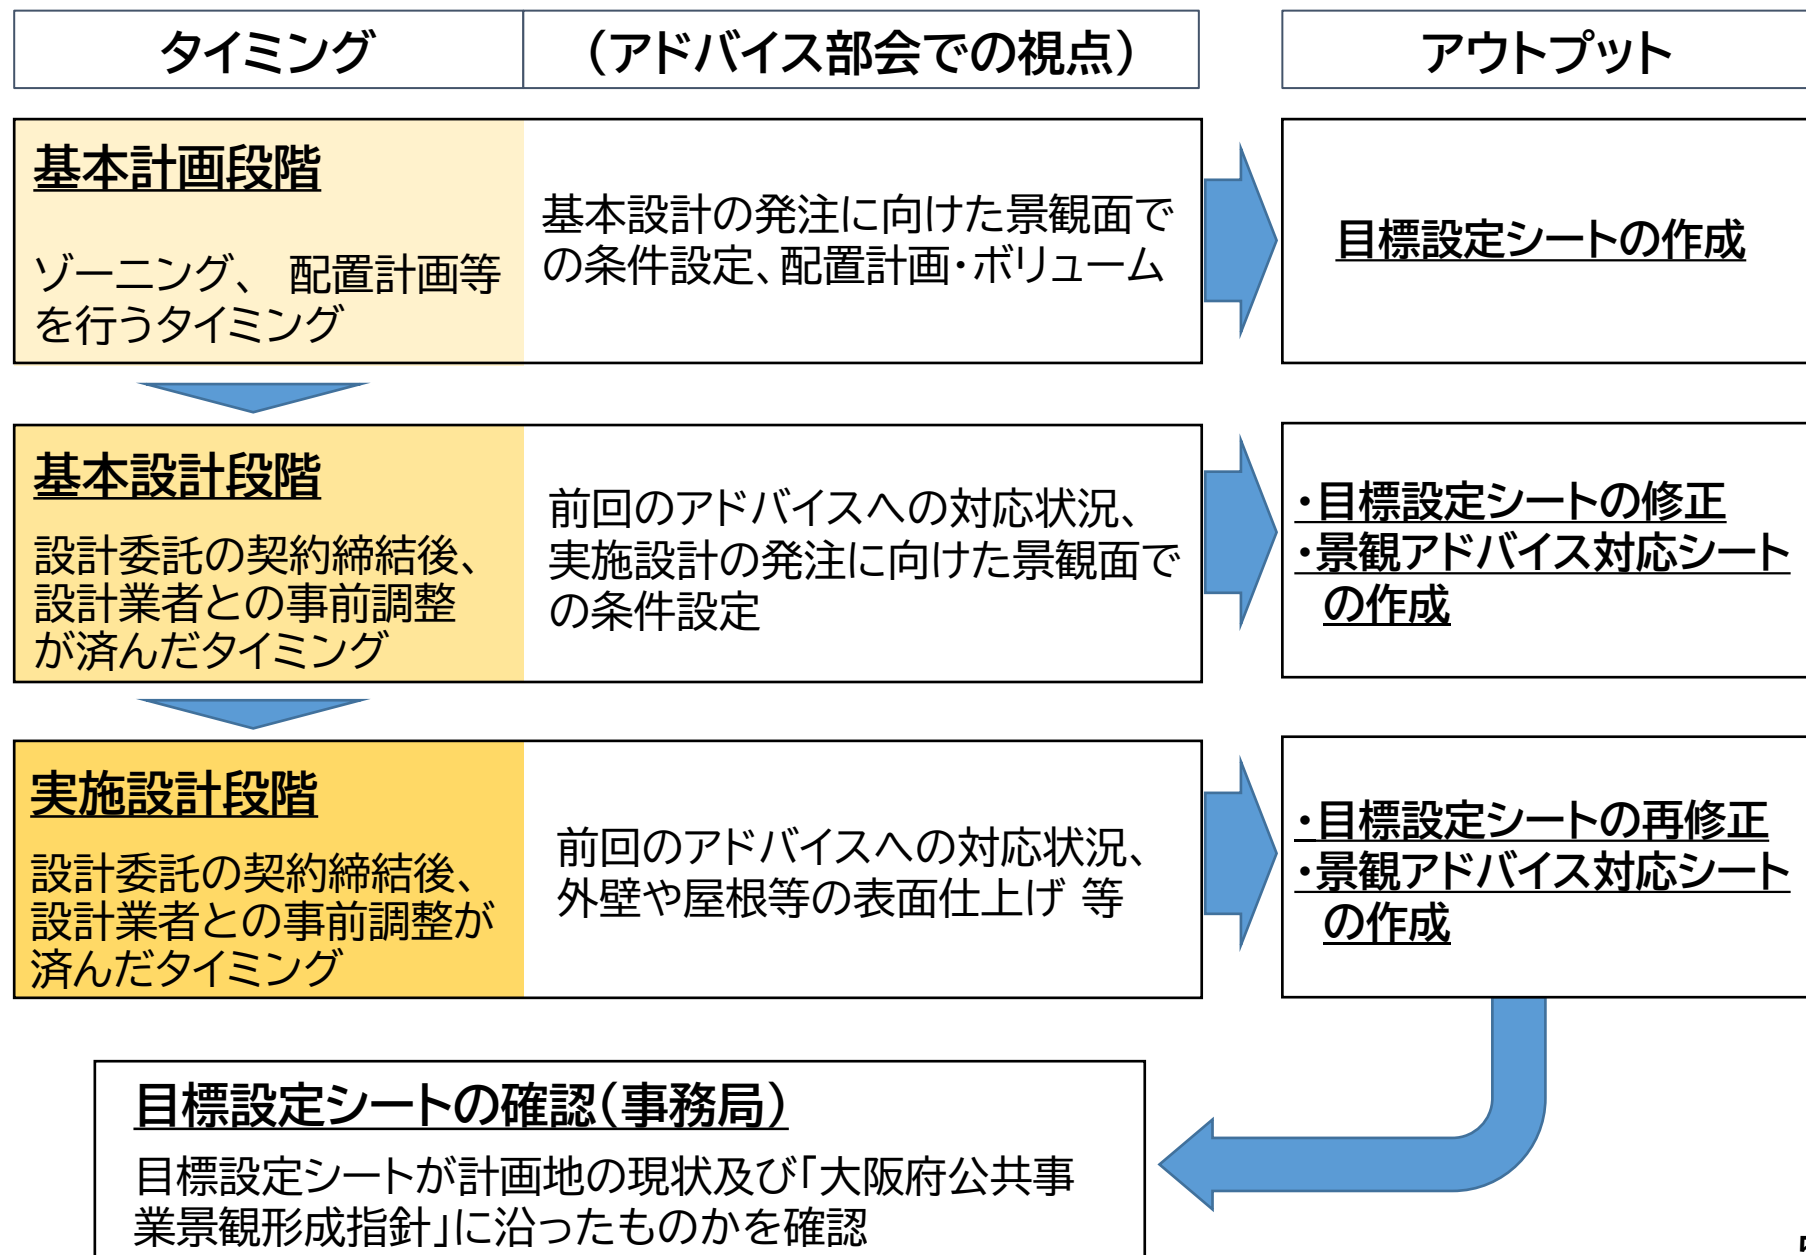 タイミング
（アドバイス部会での視点）
アウトプット
基本計画段階
ゾーニング、 配置計画等
を行うタイミング
基本設計の発注に向けた景観面で
の条件設定、配置計画・ボリューム
目標設定シートの作成
基本設計段階
設計委託の契約締結後、
設計業者との事前調整
が済んだタイミング
前回のアドバイスへの対応状況、
実施設計の発注に向けた景観面で
の条件設定
・目標設定シートの修正
・景観アドバイス対応シート
の作成
実施設計段階
設計委託の契約締結後、
設計業者との事前調整が
済んだタイミング
前回のアドバイスへの対応状況、
外壁や屋根等の表面仕上げ 等
・目標設定シートの再修正
・景観アドバイス対応シート
の作成
目標設定シートの確認（事務局）
目標設定シートが計画地の現状及び「大阪府公共事
業景観形成指針」に沿ったものかを確認